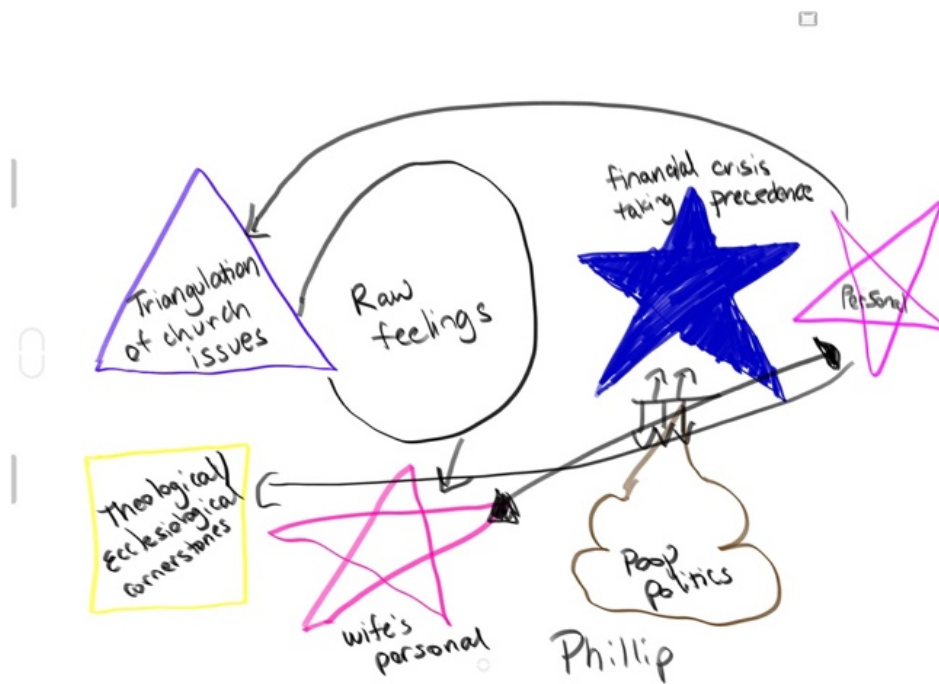 financial crisis
taking precedence
Triangulation
of church
issues
Raw
feelings
Personal
Theological/
Ecclesiological
cornerstones
wife's
personal
Poop
politics
Phillip